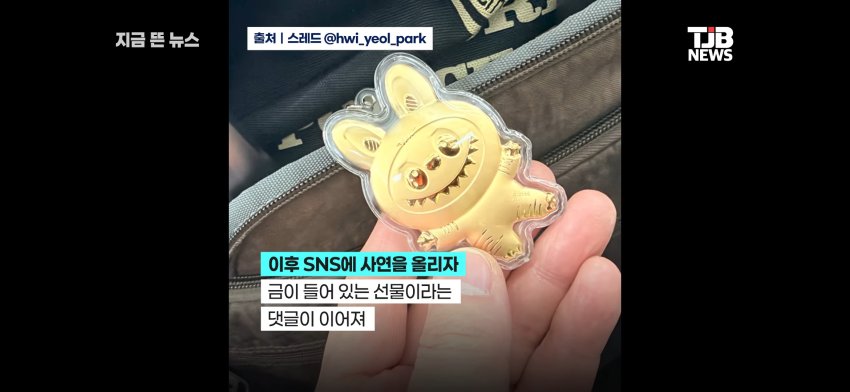 지금 뜬 뉴스
출처ㅣ스레드 @hwi_yeol_park
TJB
NEWS
이후 SNS에 사연을 올리자
금이 들어 있는 선물이라는
댓글이 이어져